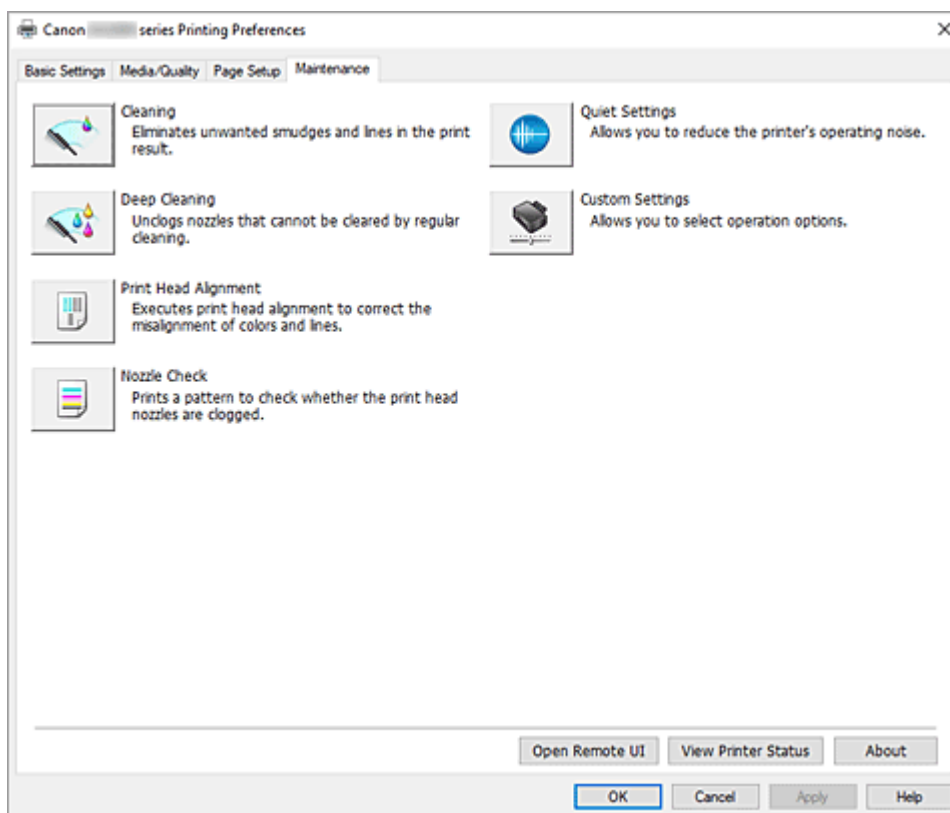 Canon series Printing Preferences
Basic Settings Media/Quality Page Setup Maintenance
Cleaning
Eliminates unwanted smudges and lines in the print
result.
Deep Cleaning
Unclogs nozzles that cannot be cleared by regular
cleaning.
Print Head Alignment
Executes print head alignment to correct the
misalignment of colors and lines.
Nozzle Check
Prints a pattern to check whether the print head
nozzles are clogged.
Quiet Settings
Allows you to reduce the printer's operating noise.
Custom Settings
Allows you to select operation options.
Open Remote UI View Printer Status About
OK Cancel Apply Help